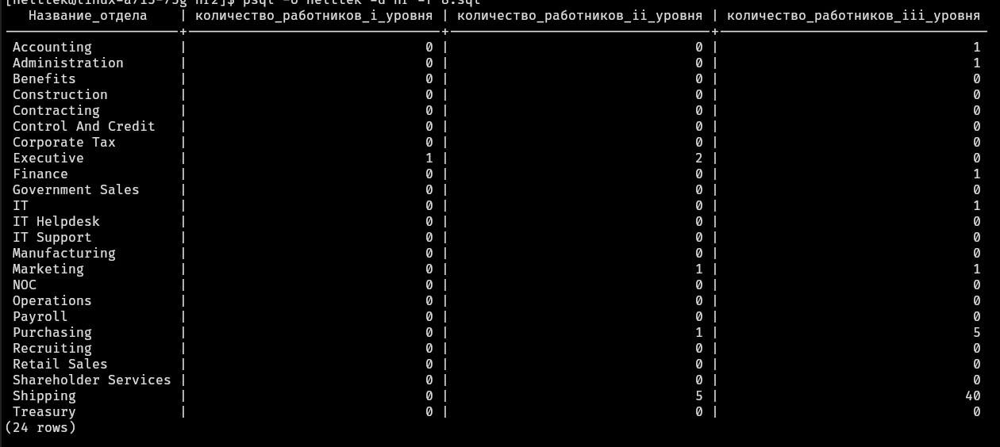 psql -U helltek -d hr -f 8.sql
Название_отдела | количество_работников_i_уровня | количество_работников_ii_уровня | количество_работников_iii_уровня
Accounting | 0 | 0 | 1
Administration | 0 | 0 | 1
Benefits | 0 | 0 | 0
Construction | 0 | 0 | 0
Contracting | 0 | 0 | 0
Control And Credit | 0 | 0 | 0
Corporate Tax | 0 | 0 | 0
Executive | 1 | 2 | 0
Finance | 0 | 0 | 1
Government Sales | 0 | 0 | 0
IT | 0 | 0 | 1
IT Helpdesk | 0 | 0 | 0
IT Support | 0 | 0 | 0
Manufacturing | 0 | 0 | 0
Marketing | 0 | 1 | 1
NOC | 0 | 0 | 0
Operations | 0 | 0 | 0
Payroll | 0 | 0 | 0
Purchasing | 0 | 1 | 5
Recruiting | 0 | 0 | 0
Retail Sales | 0 | 0 | 0
Shareholder Services | 0 | 0 | 0
Shipping | 0 | 5 | 40
Treasury | 0 | 0 | 0
(24 rows)